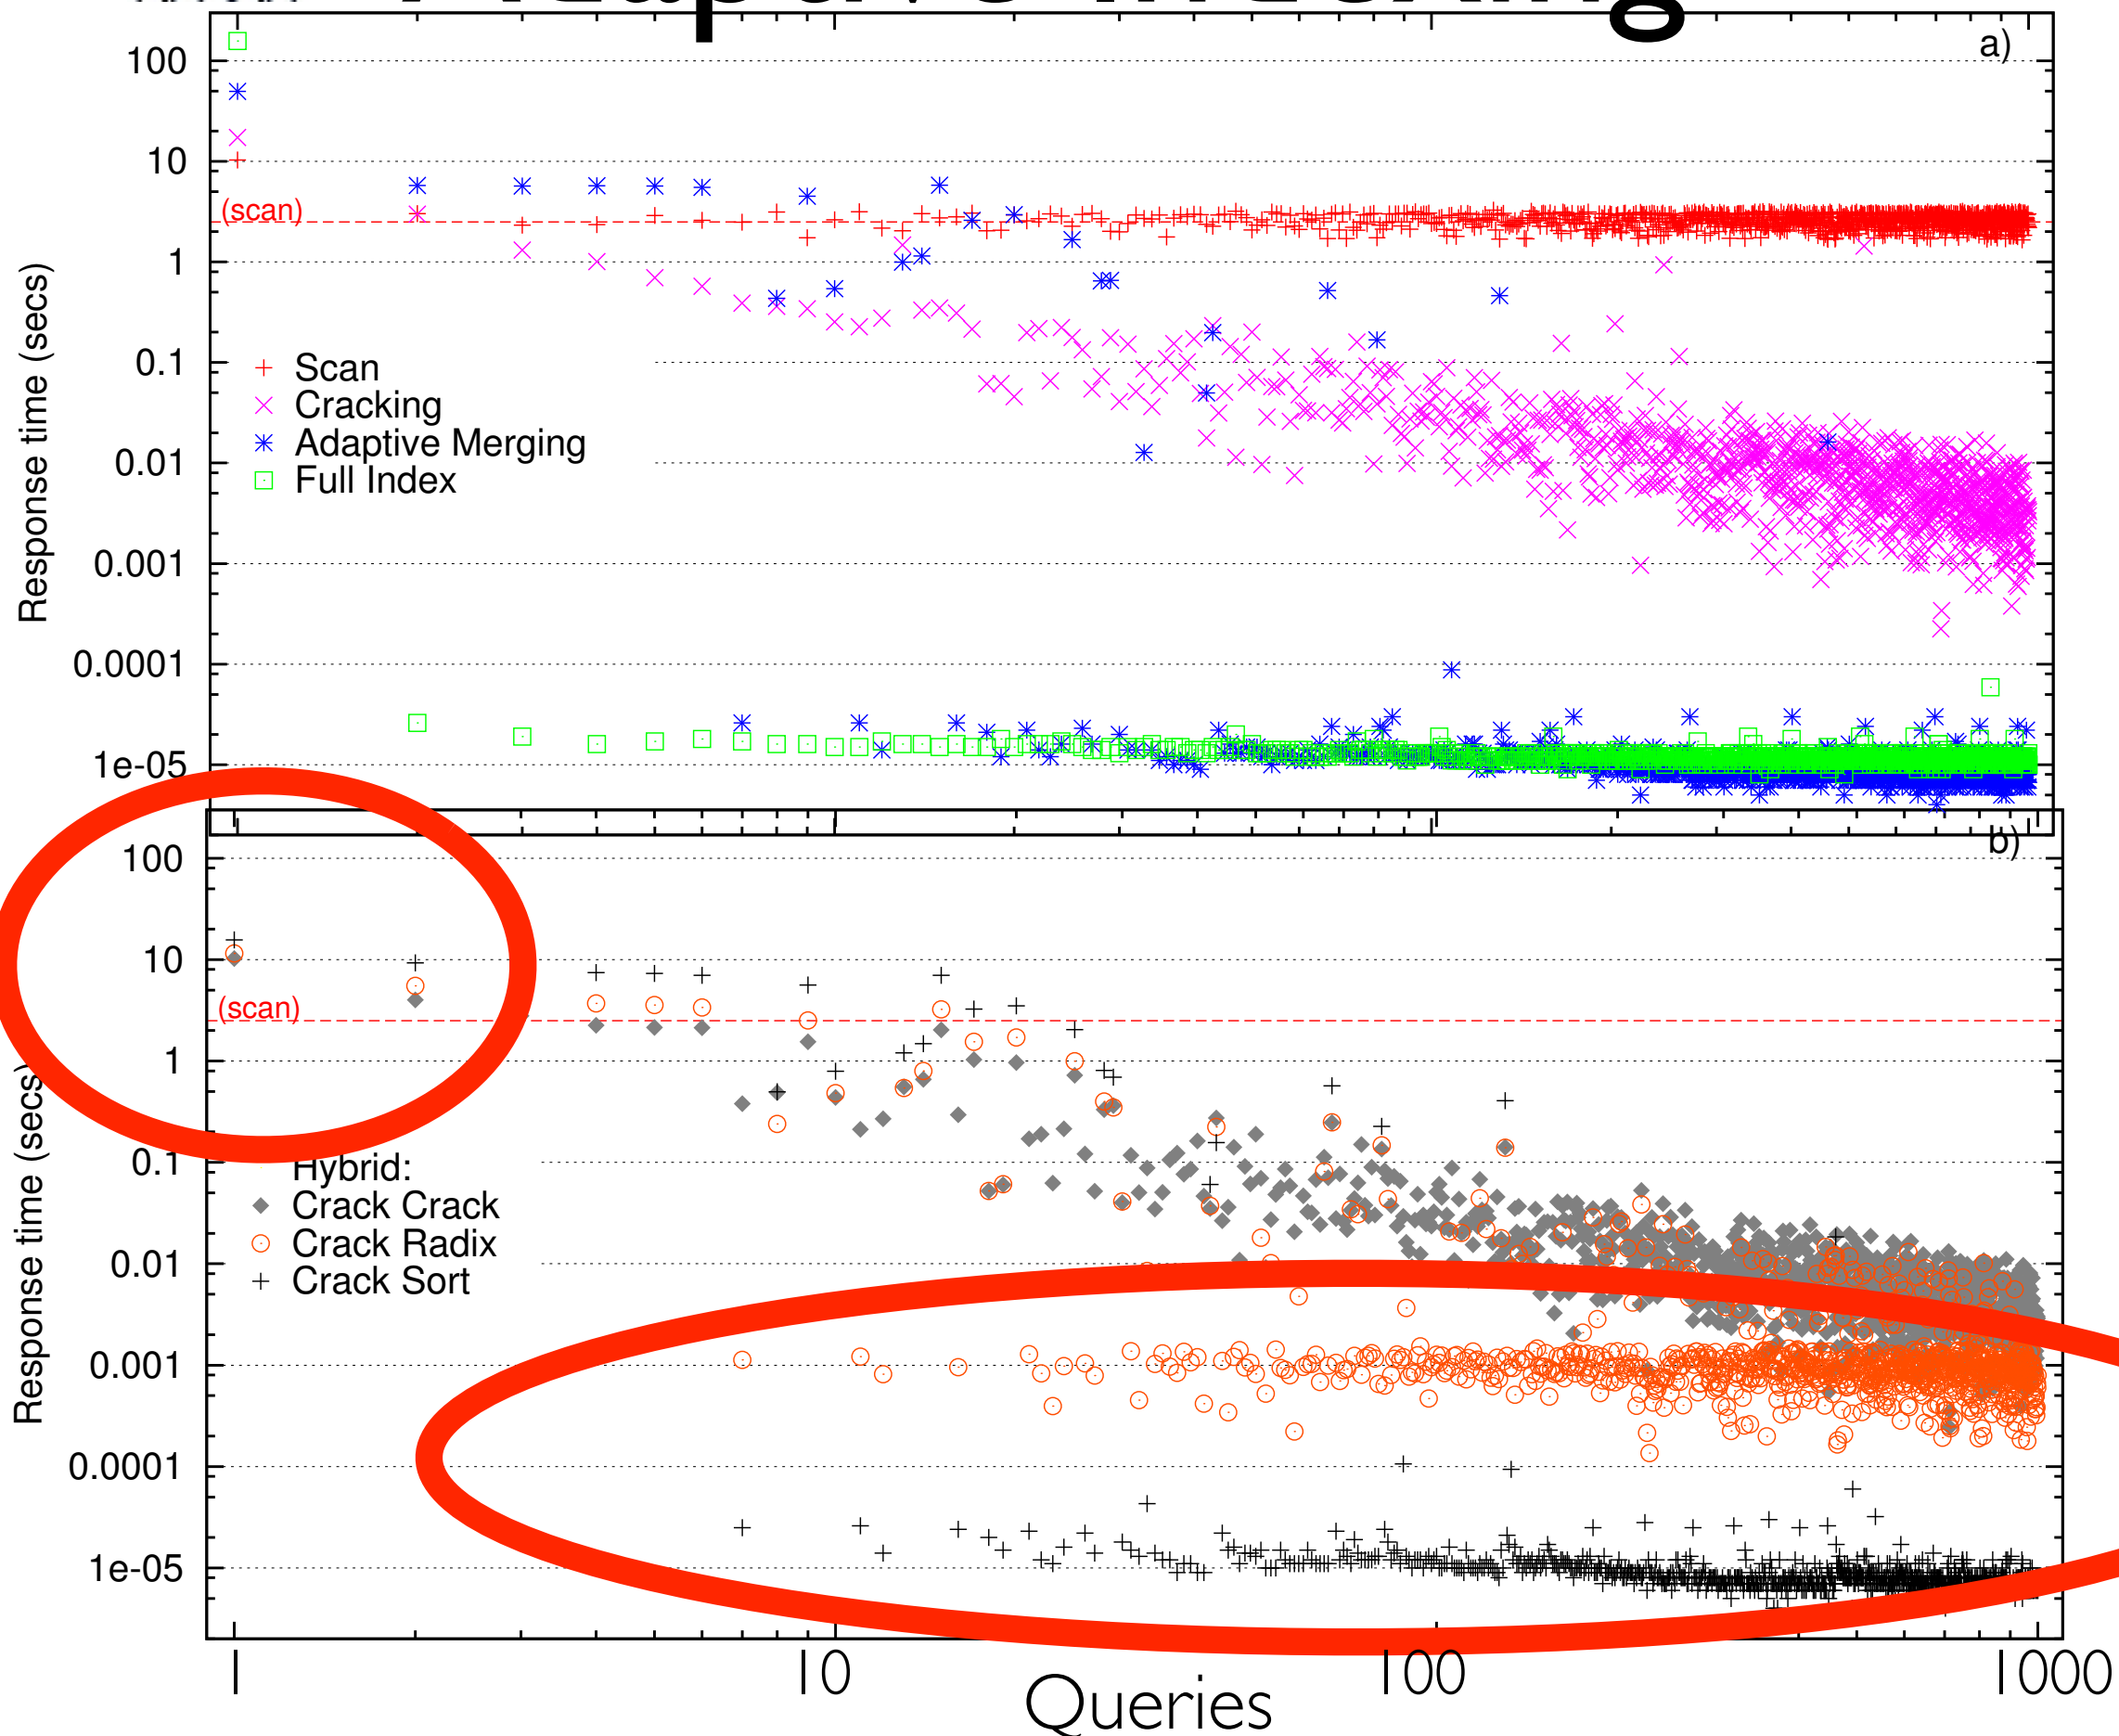 a)
100
10
(scan)
1
0.1
0.01
0.001
0.0001
1e-05
Response time (secs)
Scan
Cracking
Adaptive Merging
Full Index
b)
100
10
(scan)
1
0.1
0.01
0.001
0.0001
1e-05
Response time (secs)
Hybrid:
Crack Crack
Crack Radix
Crack Sort
1 10 100 1000
Queries